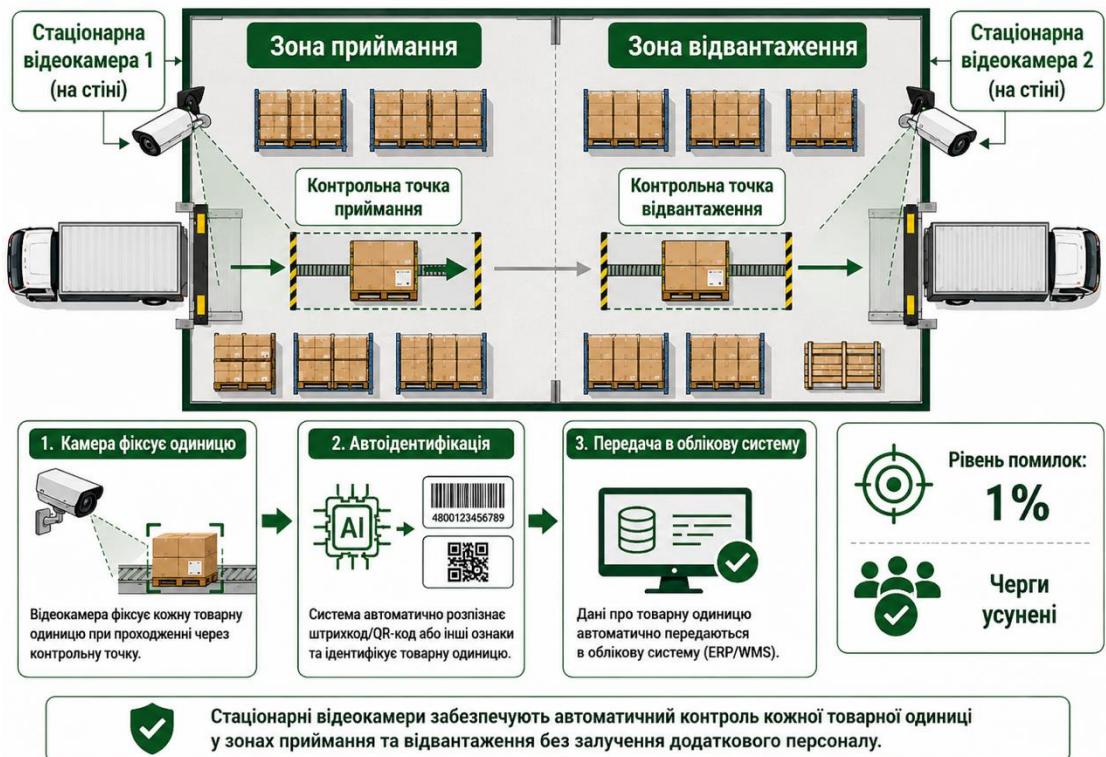 Стаціонарна
відеокамера 1
(на стіні)
Зона приймання
Зона відвантаження
Стаціонарна
відеокамера 2
(на стіні)
Контрольна точка
приймання
Контрольна точка
відвантаження
1. Камера фіксує одиницю
Відеокамера фіксує кожну товарну
одиницю при проходженні через
контрольну точку.
2. Автоідентифікація
AI
4800123456789
Система автоматично розпізнає
штрихкод/QR-код або інші ознаки
та ідентифікує товарну одиницю.
3. Передача в облікову систему
Дані про товарну одиницю
автоматично передаються
в облікову систему (ERP/WMS).
Рівень помилок:
1%
Черги
усунені
Стаціонарні відеокамери забезпечують автоматичний контроль кожної товарної одиниці
у зонах приймання та відвантаження без залучення додаткового персоналу.